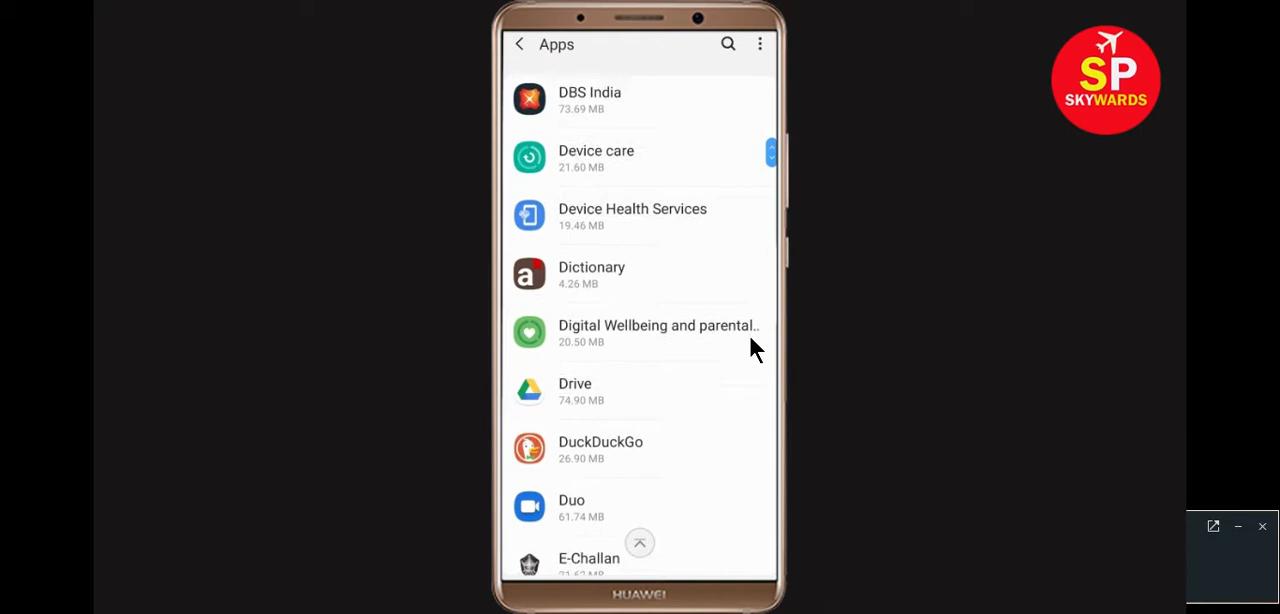 Apps
DBS India
73.69 MB
Device care
21.60 MB
Device Health Services
19.46 MB
Dictionary
4.26 MB
Digital Wellbeing and parental..
20.50 MB
Drive
74.90 MB
DuckDuckGo
26.90 MB
Duo
61.74 MB
E-Challan
HUAWEI
SP
SKYWARDS